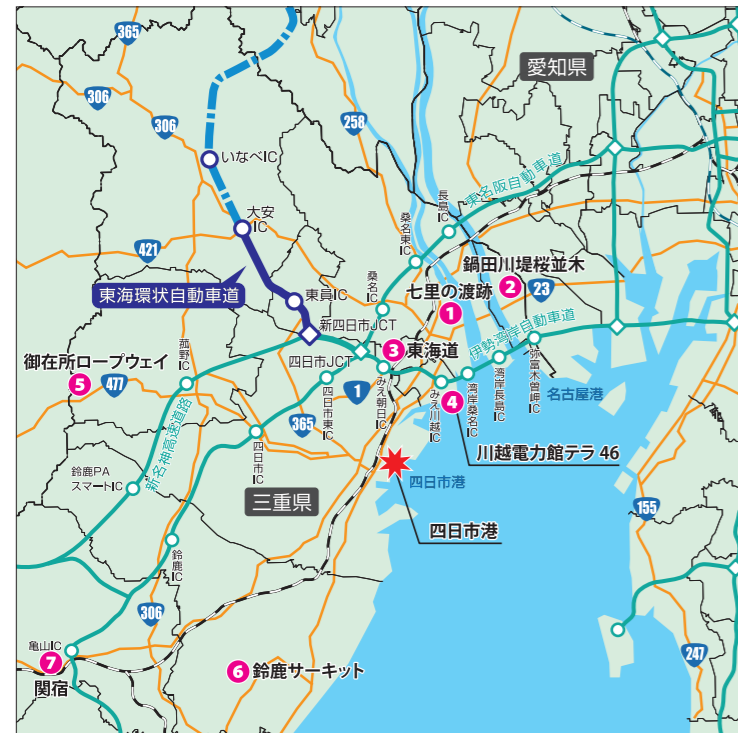 365
愛知県
306
306
258
いなべIC
東名阪自動車道
長島IC
大安
IC
桑名東IC
421
鍋田川堤桜並木
2
23
東海環状自動車道
東員IC
桑名IC
七里の渡跡
1
新四日市JCT
伊勢湾岸自動車道
御在所ロープウェイ
5
477
菰野IC
四日市JCT
3
東海道
弥富木曽岬IC
湾岸長島IC
湾岸桑名IC
みえ川越IC
みえ朝日IC
名古屋港
1
4
四日市東IC
365
新名神高速道路
四日市IC
川越電力館テラ46
鈴鹿PA
スマートIC
四日市港
三重県
四日市港
155
鈴鹿IC
306
亀山IC
7
関宿
6
鈴鹿サーキット
247